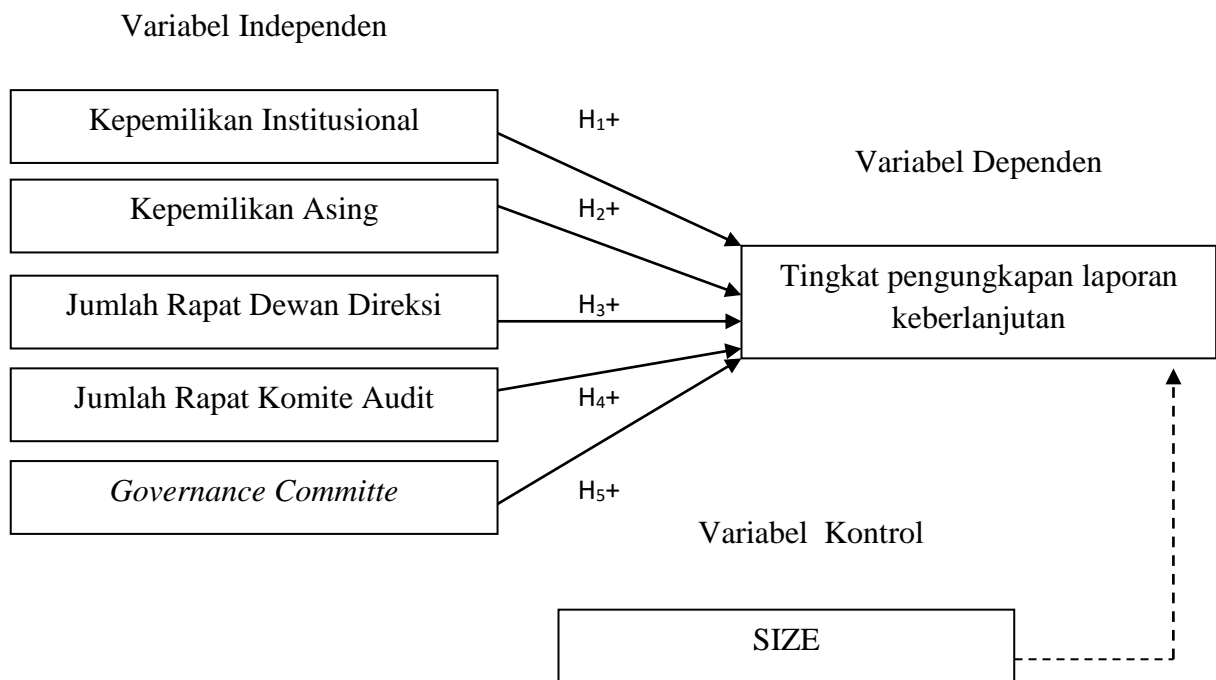 Variabel Independen
Kepemilikan Institusional
H₁+
Variabel Dependen
Kepemilikan Asing
H₂+
Tingkat pengungkapan laporan
keberlanjutan
Jumlah Rapat Dewan Direksi
H₃+
Jumlah Rapat Komite Audit
H₄+
Governance Committe
H₅+
Variabel Kontrol
SIZE